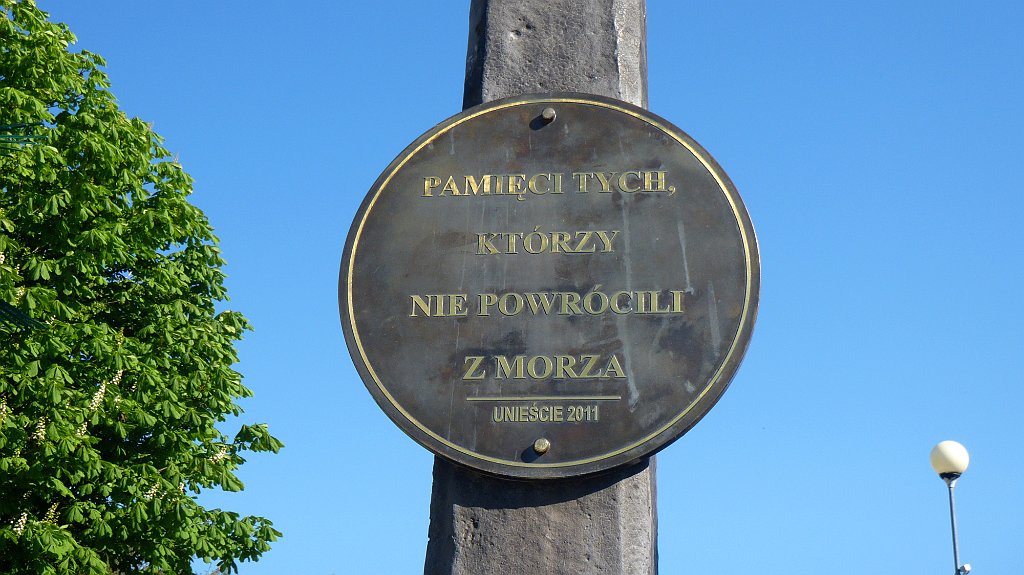 PAMIĘCI TYCH,
KTÓRZY
NIE POWRÓCILI
Z MORZA
UNIEŚCIE 2011